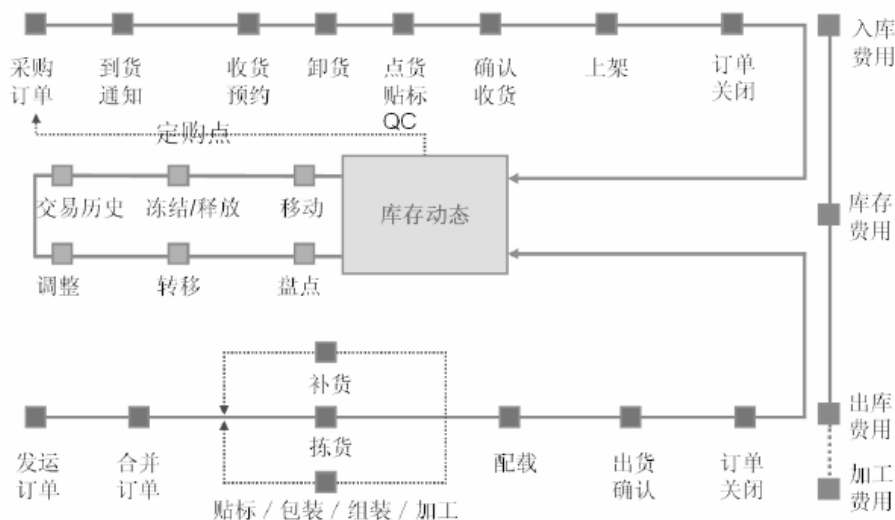 采购
订单
到货
通知
收货
预约
卸货
点货
贴标
QC
确认
收货
上架
订单
关闭
入库
费用
定购点
交易历史
冻结/释放
移动
库存动态
库存
费用
调整
转移
盘点
补货
拣货
出库
费用
发运
订单
合并
订单
配载
出货
确认
订单
关闭
贴标 / 包装 / 组装 / 加工
加工
费用